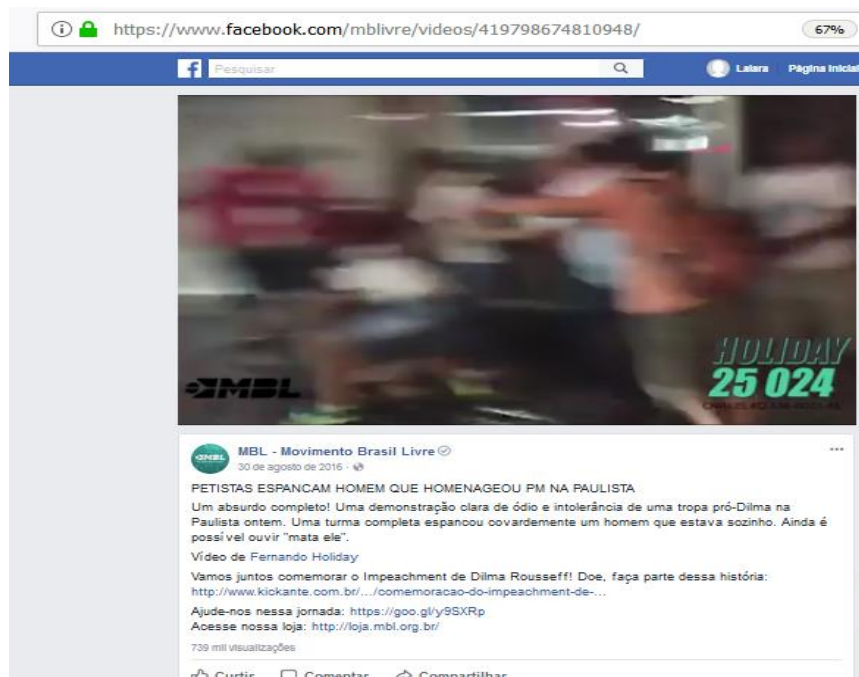 https://www.facebook.com/mblivre/videos/419798674810948/ 67%
f Pesquisar Laiara Página Inicial
HOLIDAY
MBL 25 024
MBL - Movimento Brasil Livre
30 de agosto de 2016 ·
PETISTAS ESPANCAM HOMEM QUE HOMENAGEOU PM NA PAULISTA
Um absurdo completo! Uma demonstração clara de ódio e intolerância de uma tropa pró-Dilma na
Paulista ontem. Uma turma completa espancou covardemente um homem que estava sozinho. Ainda é
possível ouvir "mata ele".
Vídeo de Fernando Holiday
Vamos juntos comemorar o Impeachment de Dilma Rousseff! Doe, faça parte dessa história:
http://www.kickante.com.br/.../comemoracao-do-impeachment-de-...
Ajude-nos nessa jornada: https://goo.gl/y9SXRp
Acesse nossa loja: http://loja.mbl.org.br/
739 mil visualizações
Curtir Comentar Compartilhar